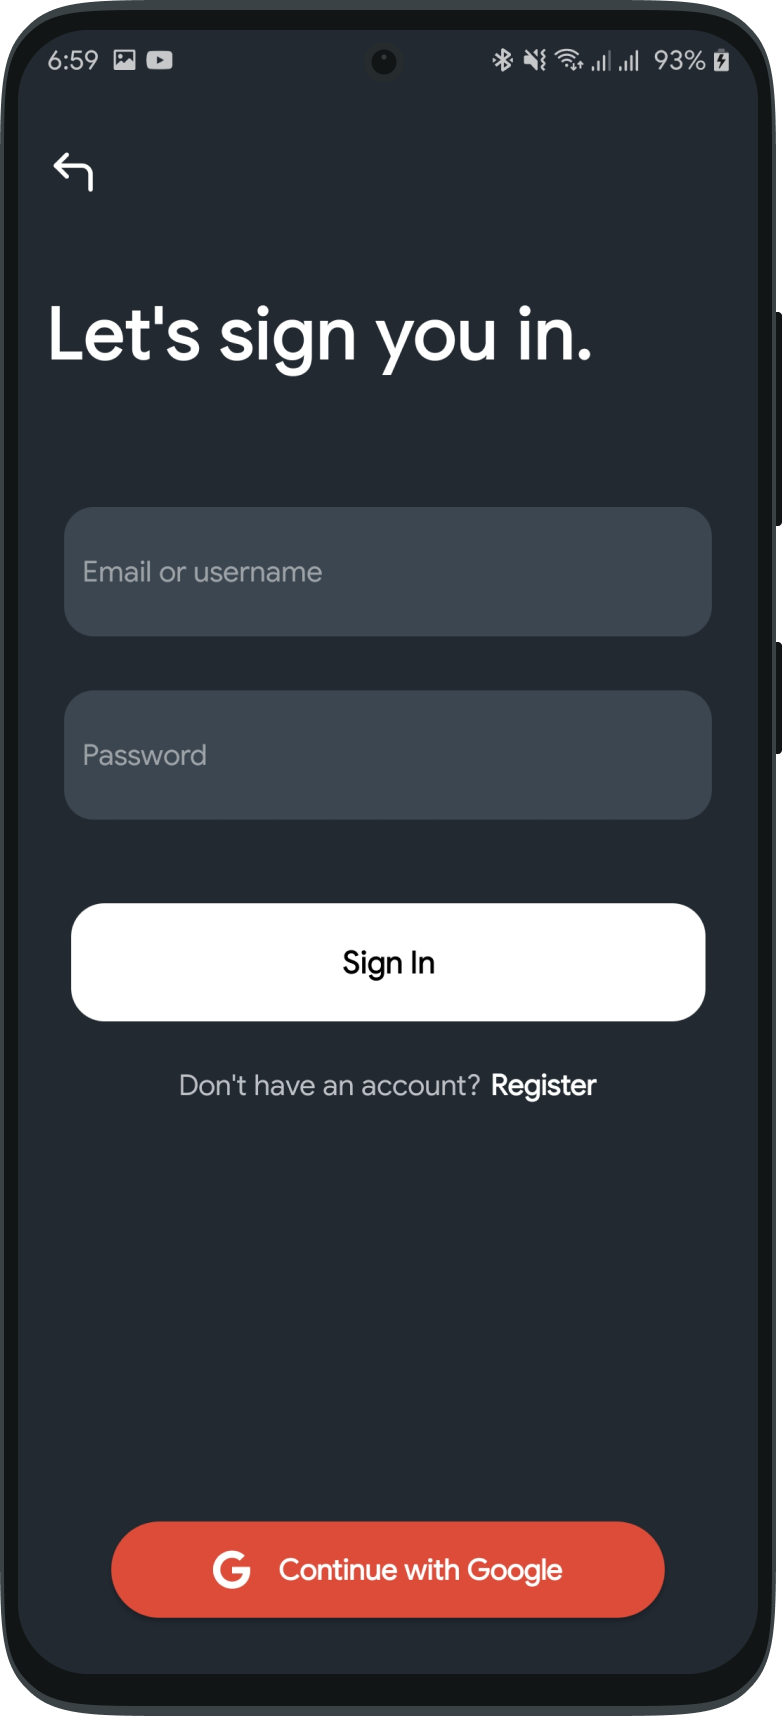 6:59 93%
Let's sign you in.
Email or username
Password
Sign In
Don't have an account? Register
G Continue with Google